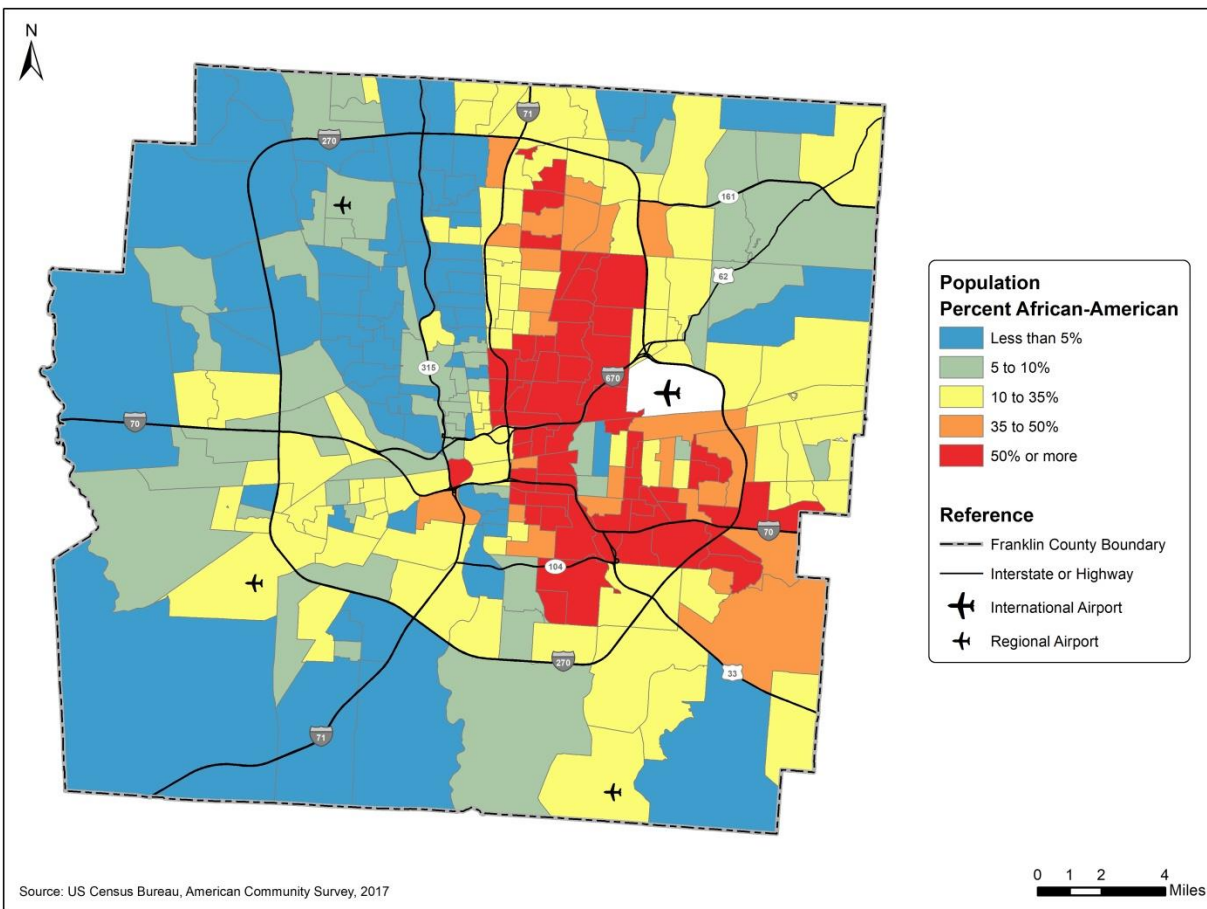 N
270
71
161
62
315
670
70
70
104
270
33
71
Population
Percent African-American
Less than 5%
5 to 10%
10 to 35%
35 to 50%
50% or more
Reference
Franklin County Boundary
Interstate or Highway
International Airport
Regional Airport
Source: US Census Bureau, American Community Survey, 2017
0 1 2 4
Miles